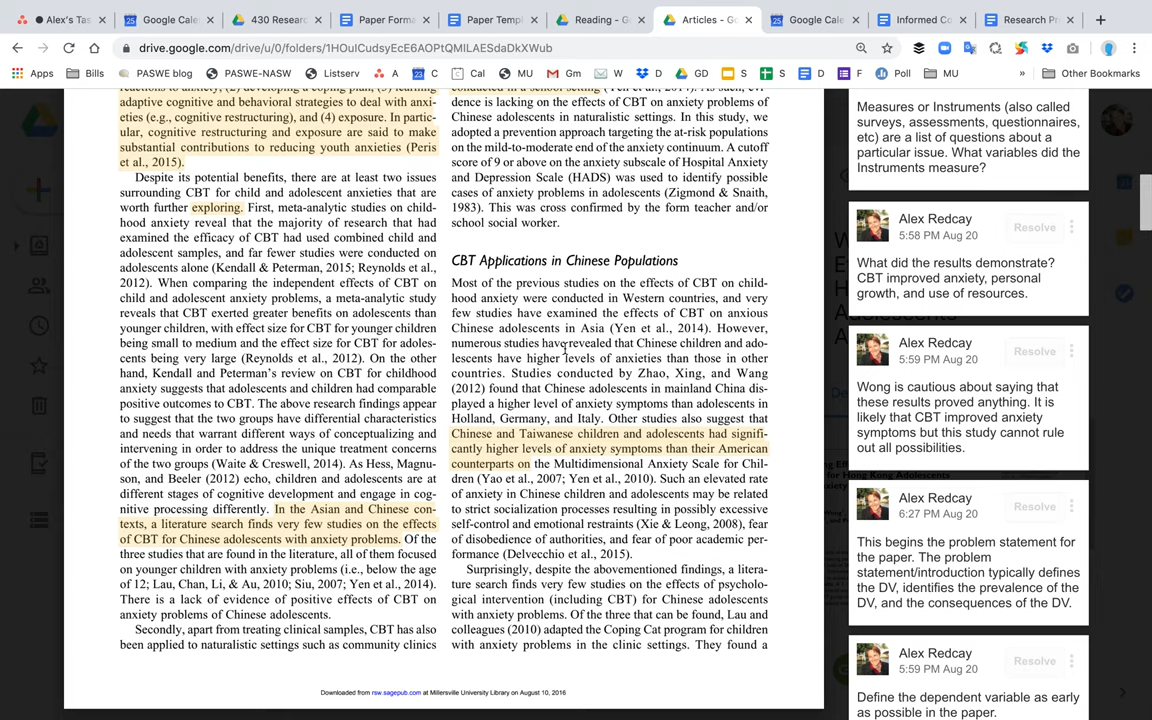 Alex's Tas
Google Cale
430 Resear
Paper Forma
Paper Temp
Reading - G
Articles - Go
Google Cal
Informed Co
Research Pr
drive.google.com/drive/u/0/folders/1HOuICudsyEcE6AOPtQMILAESdaDkXWub
Apps
Bills
PASWE blog
PASWE-NASW
Listserv
A
C
Cal
MU
Gm
W
D
GD
S
S
D
F
Poll
MU
»
Other Bookmarks
reactions to anxiety, (2) developing a coping plan, (3) learning
adaptive cognitive and behavioral strategies to deal with anxi-
eties (e.g., cognitive restructuring), and (4) exposure. In partic-
ular, cognitive restructuring and exposure are said to make
substantial contributions to reducing youth anxieties (Peris
et al., 2015).
Despite its potential benefits, there are at least two issues
surrounding CBT for child and adolescent anxieties that are
worth further exploring. First, meta-analytic studies on child-
hood anxiety reveal that the majority of research that had
examined the efficacy of CBT had used combined child and
adolescent samples, and far fewer studies were conducted on
adolescents alone (Kendall & Peterman, 2015; Reynolds et al.,
2012). When comparing the independent effects of CBT on
child and adolescent anxiety problems, a meta-analytic study
reveals that CBT exerted greater benefits on adolescents than
younger children, with effect size for CBT for younger children
being small to medium and the effect size for CBT for adoles-
cents being very large (Reynolds et al., 2012). On the other
hand, Kendall and Peterman's review on CBT for childhood
anxiety suggests that adolescents and children had comparable
positive outcomes to CBT. The above research findings appear
to suggest that the two groups have differential characteristics
and needs that warrant different ways of conceptualizing and
intervening in order to address the unique treatment concerns
of the two groups (Waite & Creswell, 2014). As Hess, Magnu-
son, and Beeler (2012) echo, children and adolescents are at
different stages of cognitive development and engage in cog-
nitive processing differently. In the Asian and Chinese con-
texts, a literature search finds very few studies on the effects
of CBT for Chinese adolescents with anxiety problems. Of the
three studies that are found in the literature, all of them focused
on younger children with anxiety problems (i.e., below the age
of 12; Lau, Chan, Li, & Au, 2010; Siu, 2007; Yen et al., 2014).
There is a lack of evidence of positive effects of CBT on
anxiety problems of Chinese adolescents.
Secondly, apart from treating clinical samples, CBT has also
been applied to naturalistic settings such as community clinics
conducted in a school setting (Yen et al., 2014). As such, evi-
dence is lacking on the effects of CBT on anxiety problems of
Chinese adolescents in naturalistic settings. In this study, we
adopted a prevention approach targeting the at-risk populations
on the mild-to-moderate end of the anxiety continuum. A cutoff
score of 9 or above on the anxiety subscale of Hospital Anxiety
and Depression Scale (HADS) was used to identify possible
cases of anxiety problems in adolescents (Zigmond & Snaith,
1983). This was cross confirmed by the form teacher and/or
school social worker.
CBT Applications in Chinese Populations
Most of the previous studies on the effects of CBT on child-
hood anxiety were conducted in Western countries, and very
few studies have examined the effects of CBT on anxious
Chinese adolescents in Asia (Yen et al., 2014). However,
numerous studies have revealed that Chinese children and ado-
lescents have higher levels of anxieties than those in other
countries. Studies conducted by Zhao, Xing, and Wang
(2012) found that Chinese adolescents in mainland China dis-
played a higher level of anxiety symptoms than adolescents in
Holland, Germany, and Italy. Other studies also suggest that
Chinese and Taiwanese children and adolescents had signifi-
cantly higher levels of anxiety symptoms than their American
counterparts on the Multidimensional Anxiety Scale for Chil-
dren (Yao et al., 2007; Yen et al., 2010). Such an elevated rate
of anxiety in Chinese children and adolescents may be related
to strict socialization processes resulting in possibly excessive
self-control and emotional restraints (Xie & Leong, 2008), fear
of disobedience of authorities, and fear of poor academic per-
formance (Delvecchio et al., 2015).
Surprisingly, despite the abovementioned findings, a litera-
ture search finds very few studies on the effects of psycholo-
gical intervention (including CBT) for Chinese adolescents
with anxiety problems. Of the three that can be found, Lau and
colleagues (2010) adapted the Coping Cat program for children
with anxiety problems in the clinic settings. They found a
Downloaded from rsw.sagepub.com at Millersville University Library on August 10, 2016
Measures or Instruments (also called
surveys, assessments, questionnaires,
etc) are a list of questions about a
particular issue. What variables did the
Instruments measure?
Alex Redcay
5:58 PM Aug 20
Resolve
What did the results demonstrate?
CBT improved anxiety, personal
growth, and use of resources.
Alex Redcay
5:59 PM Aug 20
Resolve
Wong is cautious about saying that
these results proved anything. It is
likely that CBT improved anxiety
symptoms but this study cannot rule
out all possibilities.
Alex Redcay
6:27 PM Aug 20
Resolve
This begins the problem statement for
the paper. The problem
statement/introduction typically defines
the DV, identifies the prevalence of the
DV, and the consequences of the DV.
Alex Redcay
5:59 PM Aug 20
Resolve
Define the dependent variable as early
as possible in the paper.